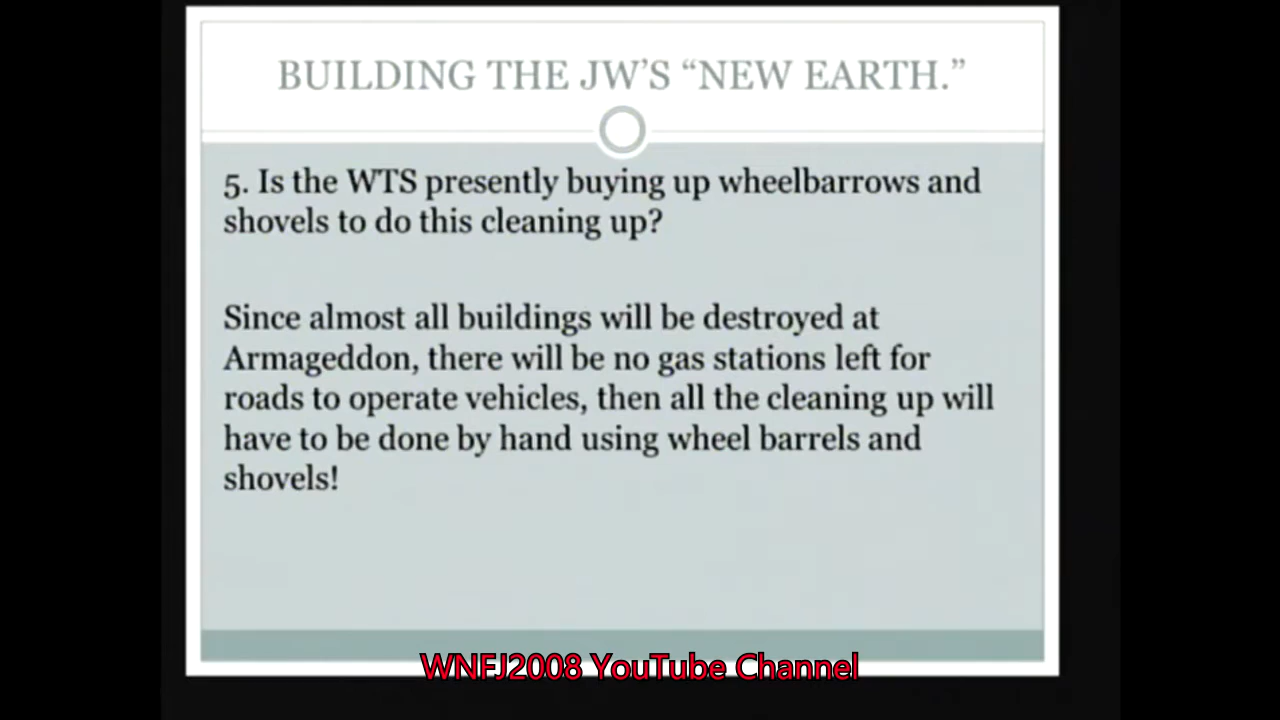 BUILDING THE JW'S “NEW EARTH.”
5. Is the WTS presently buying up wheelbarrows and
shovels to do this cleaning up?
Since almost all buildings will be destroyed at
Armageddon, there will be no gas stations left for
roads to operate vehicles, then all the cleaning up will
have to be done by hand using wheel barrels and
shovels!
WNFJ2008 YouTube Channel